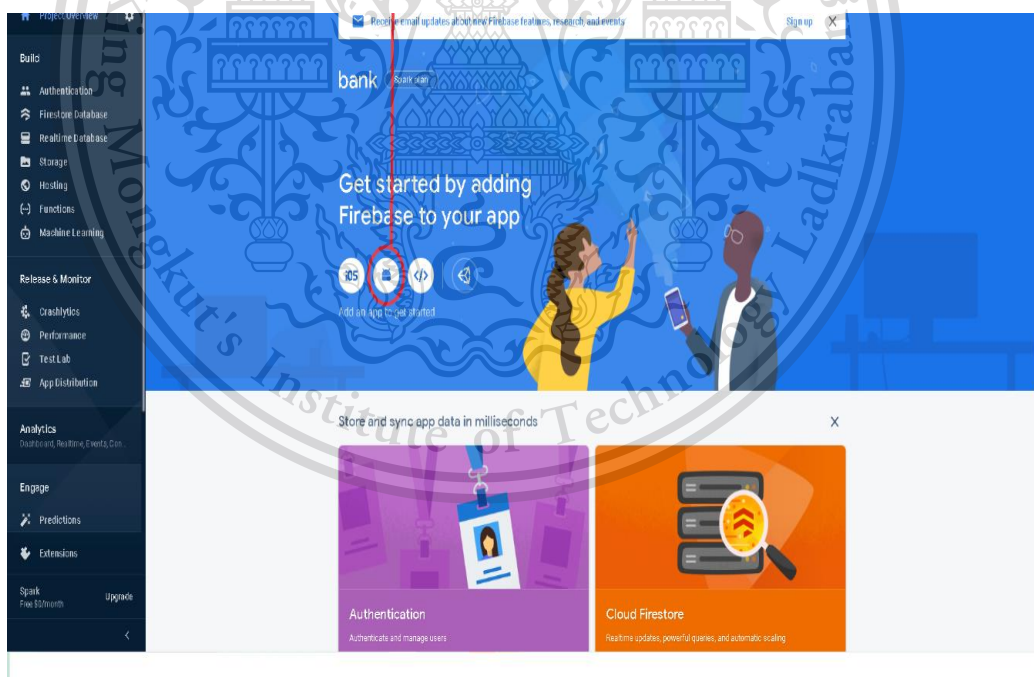 Project Overview
Build
Authentication
Firestore Database
Realtime Database
Storage
Hosting
Functions
Machine Learning
Release & Monitor
Crashlytics
Performance
Test Lab
App Distribution
Analytics
Dashboard, Realtime, Events, Con...
Engage
Predictions
Extensions
Spark
Free $0/month
Upgrade
Receive email updates about new Firebase features, research, and events
Sign up
bank
Spark plan
Get started by adding
Firebase to your app
iOS
Add an app to get started
Store and sync app data in milliseconds
Authentication
Authenticate and manage users
Cloud Firestore
Realtime updates, powerful queries, and automatic scaling
King Mongkut's Institute of Technology Ladkrabang